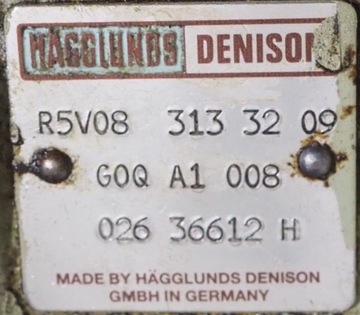 HÄGGLUNDS DENISON
R5V08 313 32 09
G0Q A1 008
026 36612 H
MADE BY HÄGGLUNDS DENISON
GMBH IN GERMANY